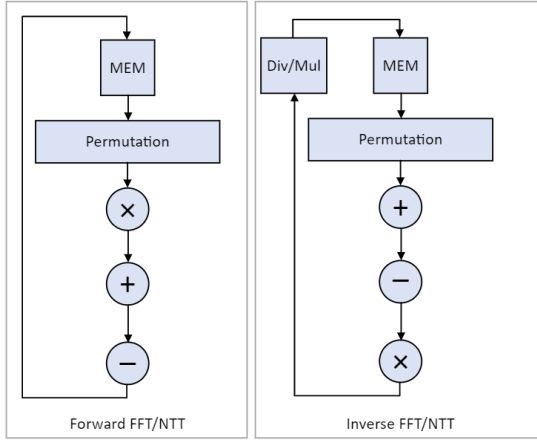 MEM
Permutation
×
+
−
Forward FFT/NTT
Div/Mul
MEM
Permutation
+
−
×
Inverse FFT/NTT